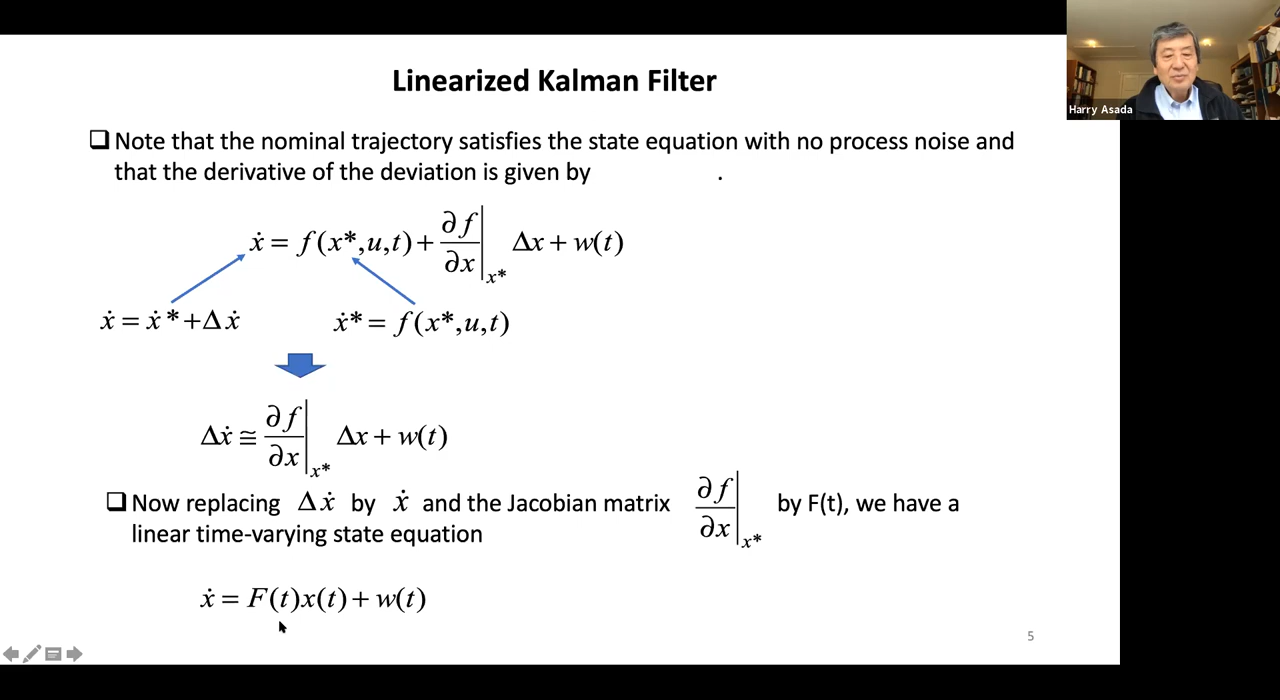 Linearized Kalman Filter
Harry Asada
❑ Note that the nominal trajectory satisfies the state equation with no process noise and
that the derivative of the deviation is given by .
ẋ = f(x*,u,t) + ∂f/∂x|ₓ* Δx + w(t)
ẋ = ẋ* + Δẋ ẋ* = f(x*,u,t)
Δẋ ≅ ∂f/∂x|ₓ* Δx + w(t)
❑ Now replacing Δẋ by ẋ and the Jacobian matrix ∂f/∂x|ₓ* by F(t), we have a
linear time-varying state equation
ẋ = F(t)x(t) + w(t)
5